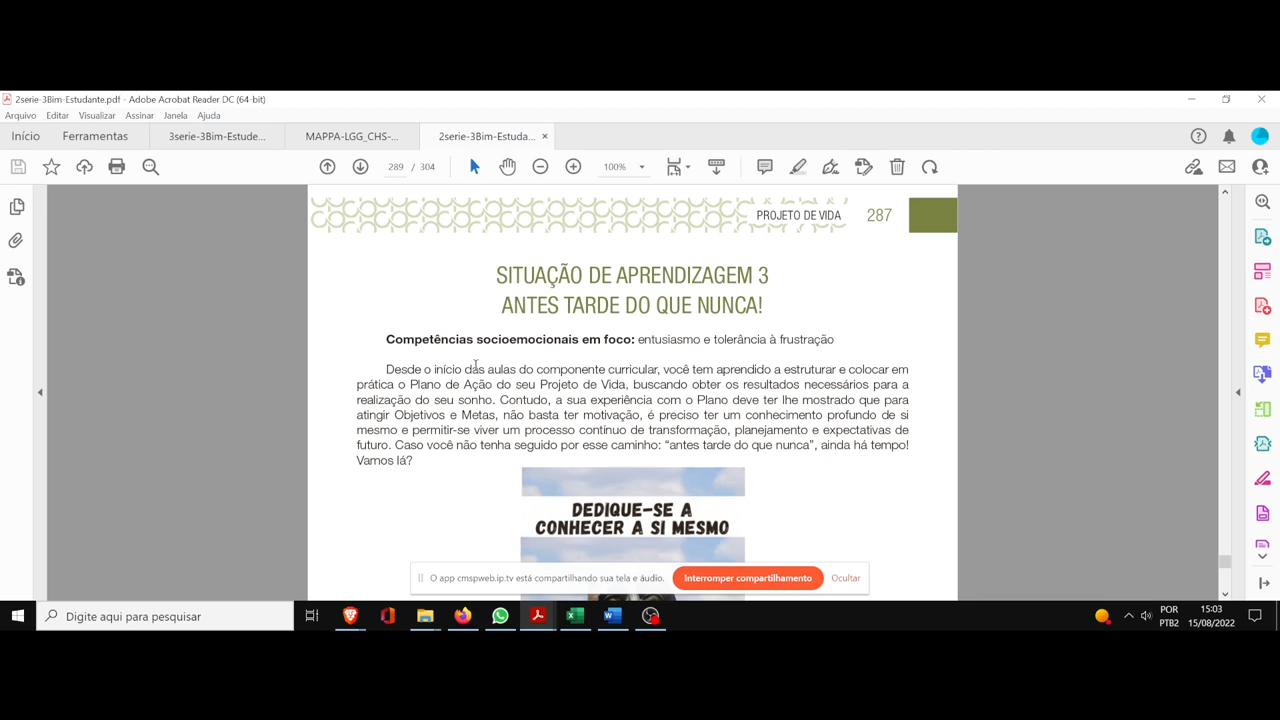 2serie-3Bim-Estudante.pdf - Adobe Acrobat Reader DC (64-bit)
Arquivo Editar Visualizar Assinar Janela Ajuda
Início Ferramentas 3serie-3Bim-Estude... MAPPA-LGG_CHS-... 2serie-3Bim-Estuda... ×
289 / 304 100%
PROJETO DE VIDA 287
SITUAÇÃO DE APRENDIZAGEM 3
ANTES TARDE DO QUE NUNCA!
Competências socioemocionais em foco: entusiasmo e tolerância à frustração
Desde o início das aulas do componente curricular, você tem aprendido a estruturar e colocar em
prática o Plano de Ação do seu Projeto de Vida, buscando obter os resultados necessários para a
realização do seu sonho. Contudo, a sua experiência com o Plano deve ter lhe mostrado que para
atingir Objetivos e Metas, não basta ter motivação, é preciso ter um conhecimento profundo de si
mesmo e permitir-se viver um processo contínuo de transformação, planejamento e expectativas de
futuro. Caso você não tenha seguido por esse caminho: “antes tarde do que nunca”, ainda há tempo!
Vamos lá?
DEDIQUE-SE A
CONHECER A SI MESMO
O app cmspweb.ip.tv está compartilhando sua tela e áudio. Interromper compartilhamento Ocultar
Digite aqui para pesquisar
POR 15:03
PTB2 15/08/2022